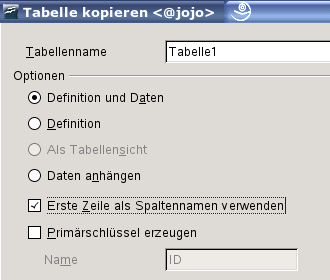 Tabelle kopieren <@jojo>
Tabellenname Tabelle1
Optionen
Definition und Daten
Definition
Als Tabellensicht
Daten anhängen
Erste Zeile als Spaltennamen verwenden
Primärschlüssel erzeugen
Name ID